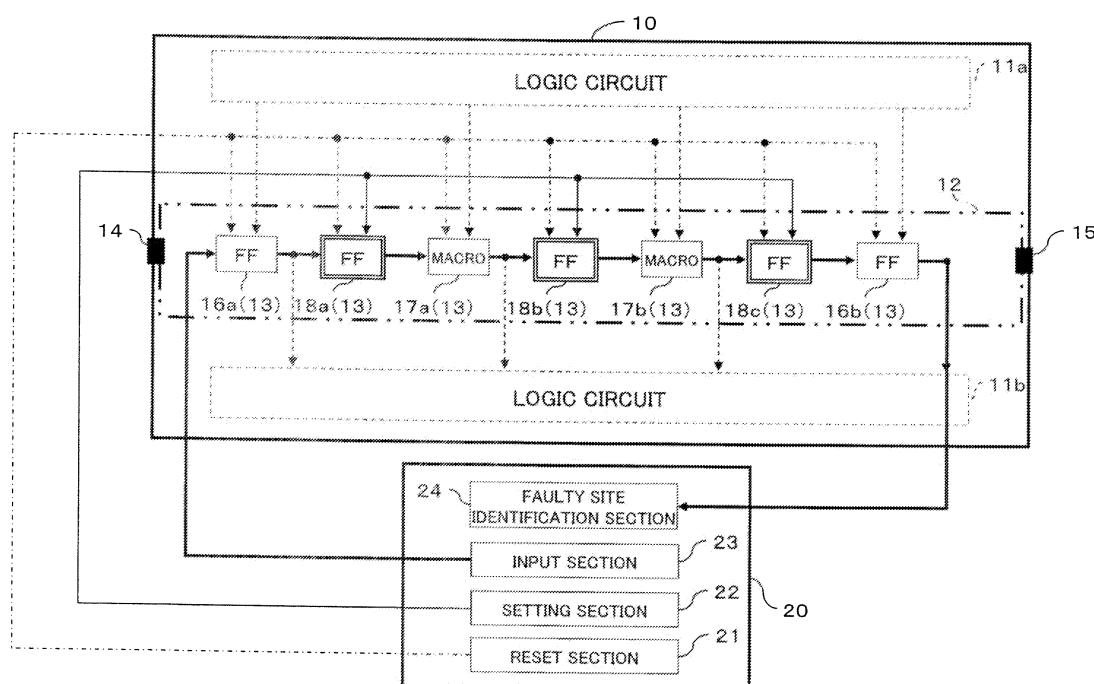 10
LOGIC CIRCUIT
11a
12
14
15
FF
FF
MACRO
FF
MACRO
FF
FF
16a(13)
18a(13)
17a(13)
18b(13)
17b(13)
18c(13)
16b(13)
LOGIC CIRCUIT
11b
24
FAULTY SITE
IDENTIFICATION SECTION
INPUT SECTION
23
SETTING SECTION
22
20
RESET SECTION
21